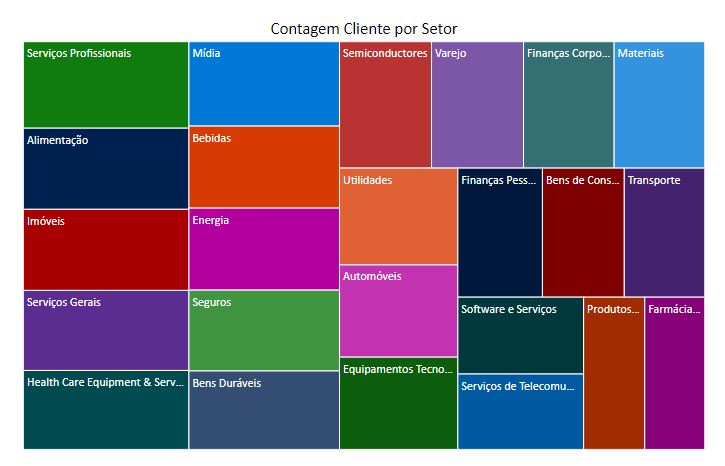 Contagem Cliente por Setor
Serviços Profissionais
Alimentação
Imóveis
Serviços Gerais
Health Care Equipment & Serv...
Mídia
Bebidas
Energia
Seguros
Bens Duráveis
Semiconductores
Varejo
Finanças Corpo...
Materiais
Utilidades
Automóveis
Equipamentos Tecno...
Finanças Pess...
Bens de Cons...
Transporte
Software e Serviços
Serviços de Telecomu...
Produtos...
Farmácia...